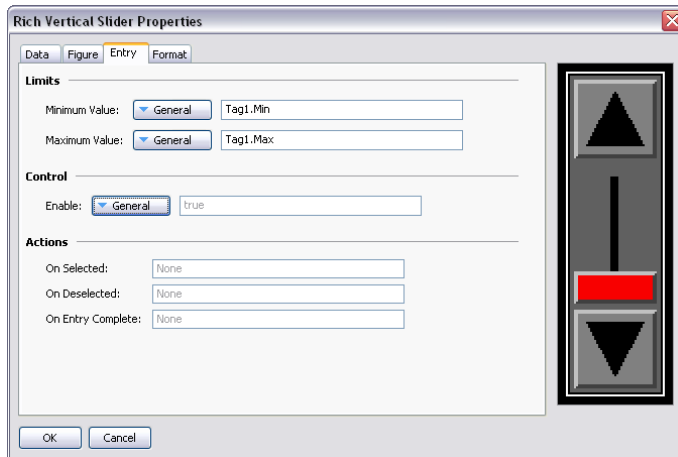 Rich Vertical Slider Properties
Data Figure Entry Format
Limits
Minimum Value: General Tag1.Min
Maximum Value: General Tag1.Max
Control
Enable: General true
Actions
On Selected: None
On Deselected: None
On Entry Complete: None
OK Cancel